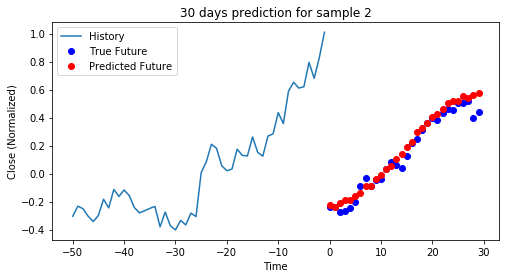 30 days prediction for sample 2
History
True Future
Predicted Future
Close (Normalized)
1.0
0.8
0.6
0.4
0.2
0.0
−0.2
−0.4
−50 −40 −30 −20 −10 0 10 20 30
Time